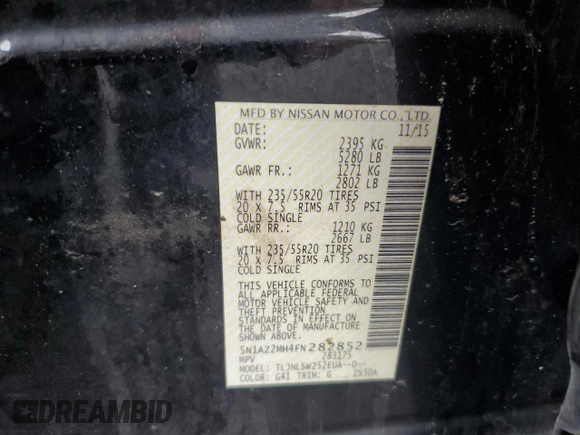 MFD BY NISSAN MOTOR CO., LTD.
DATE: 11/15
GVWR: 2395 KG
5280 LB
GAWR FR.: 1271 KG
2802 LB
WITH 235/55R20 TIRES
20 X 7.5 RIMS AT 35 PSI
COLD SINGLE
GAWR RR.: 1210 KG
2667 LB
WITH 235/55R20 TIRES
20 X 7.5 RIMS AT 35 PSI
COLD SINGLE
THIS VEHICLE CONFORMS TO
ALL APPLICABLE FEDERAL
MOTOR VEHICLE SAFETY AND
THEFT PREVENTION
STANDARDS IN EFFECT ON
THE DATE OF MANUFACTURE
SHOWN ABOVE.
5N1AZ2MH4FN282852
MPV 283175
MODEL: TLJNLSWZ52EUA--D--
COLOR: G41 TRIM: G
DREAMBID